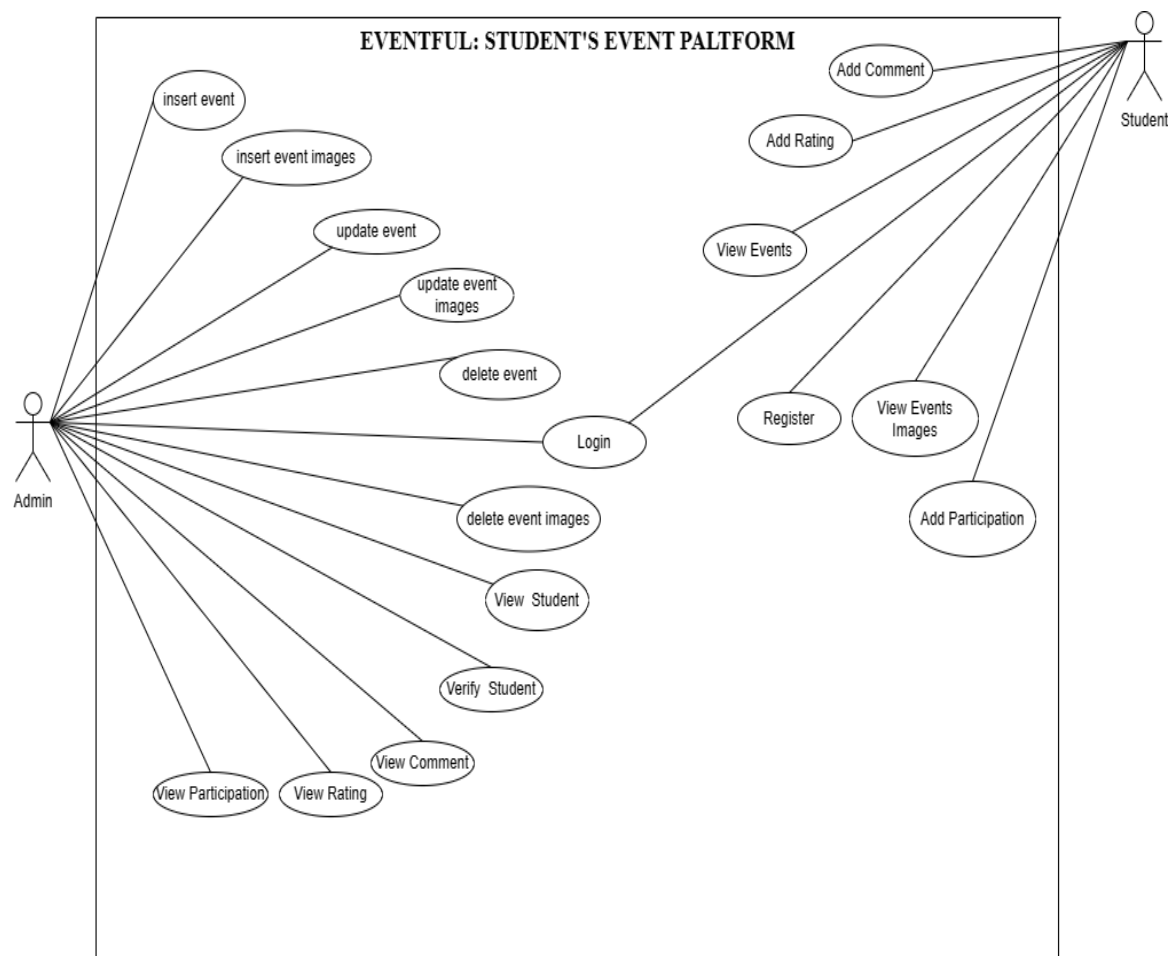 EVENTFUL: STUDENT'S EVENT PALTFORM
Student
Add Comment
insert event
Add Rating
insert event images
update event
View Events
update event
images
delete event
View Events
Images
Register
Login
Admin
delete event images
Add Participation
View Student
Verify Student
View Comment
View Participation
View Rating